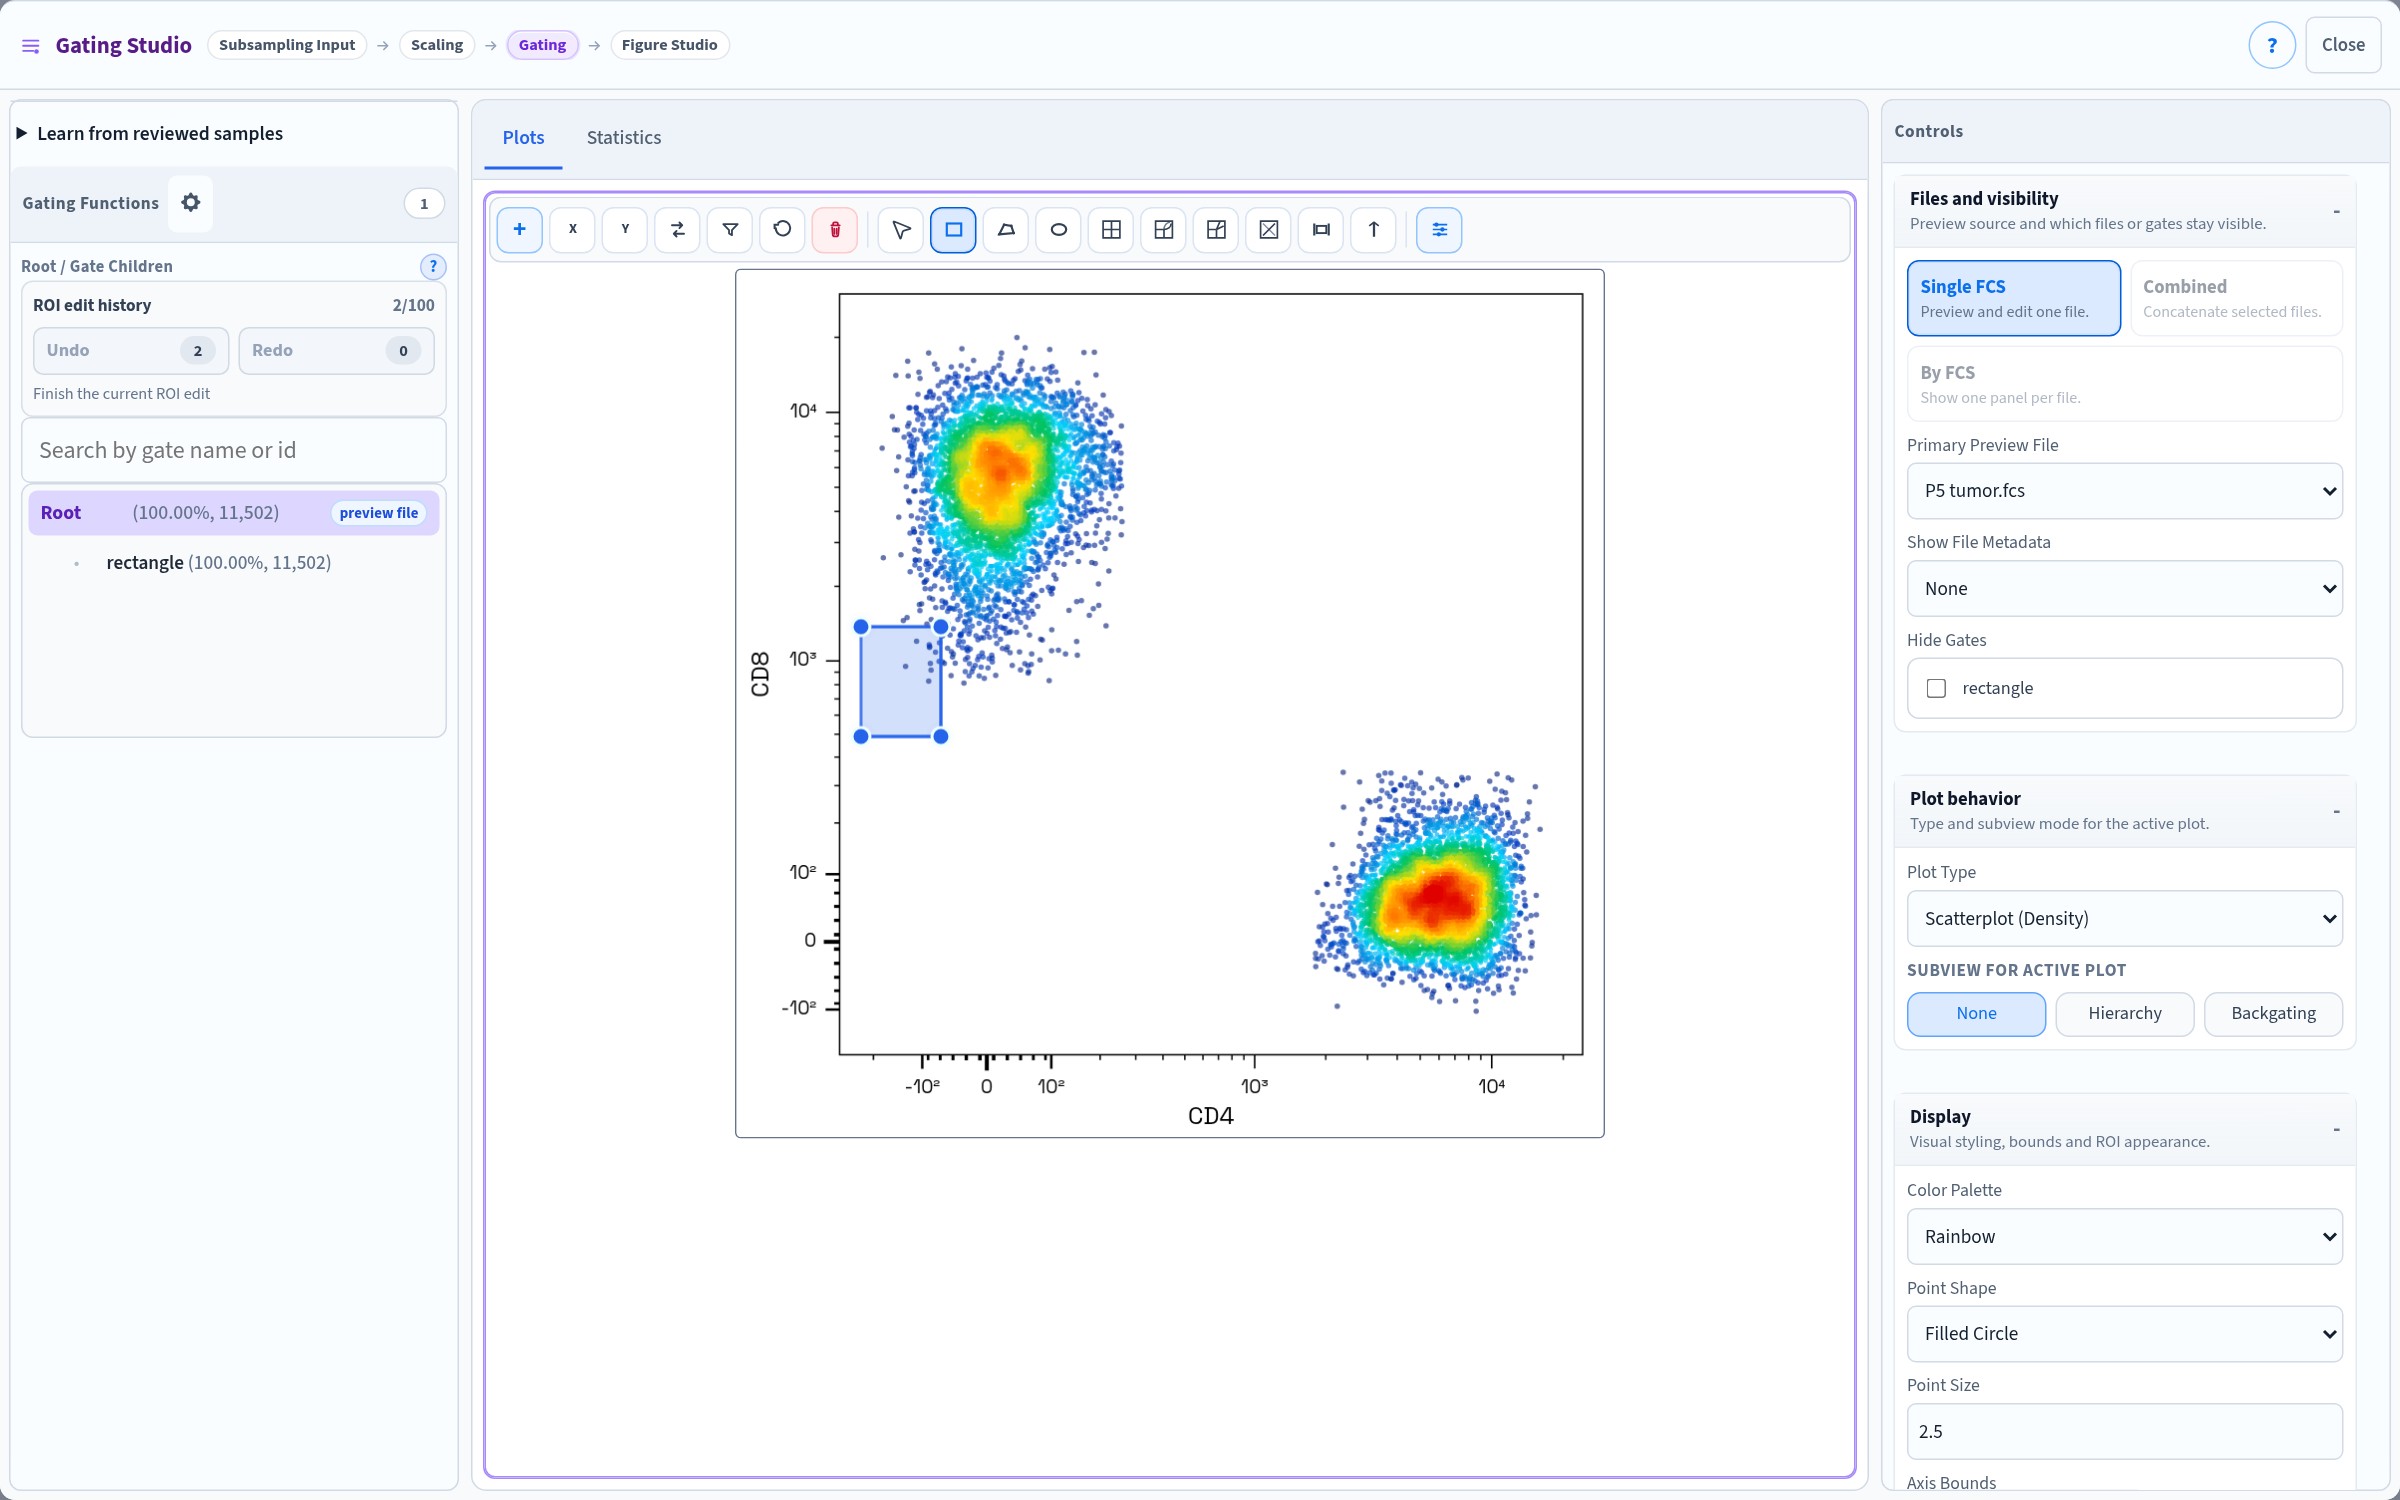 Gating Studio
Subsampling Input → Scaling → Gating → Figure Studio
?
Close
Learn from reviewed samples
Gating Functions
1
Root / Gate Children
?
ROI edit history
2/100
Undo 2
Redo 0
Finish the current ROI edit
Search by gate name or id
Root (100.00%, 11,502) preview file
rectangle (100.00%, 11,502)
Plots
Statistics
+ X Y
10⁴
10³
10²
0
-10²
CD8
-10² 0 10² 10³ 10⁴
CD4
Controls
Files and visibility
Preview source and which files or gates stay visible.
-
Single FCS
Preview and edit one file.
Combined
Concatenate selected files.
By FCS
Show one panel per file.
Primary Preview File
P5 tumor.fcs
Show File Metadata
None
Hide Gates
rectangle
Plot behavior
Type and subview mode for the active plot.
-
Plot Type
Scatterplot (Density)
SUBVIEW FOR ACTIVE PLOT
None
Hierarchy
Backgating
Display
Visual styling, bounds and ROI appearance.
-
Color Palette
Rainbow
Point Shape
Filled Circle
Point Size
2.5
Axis Bounds